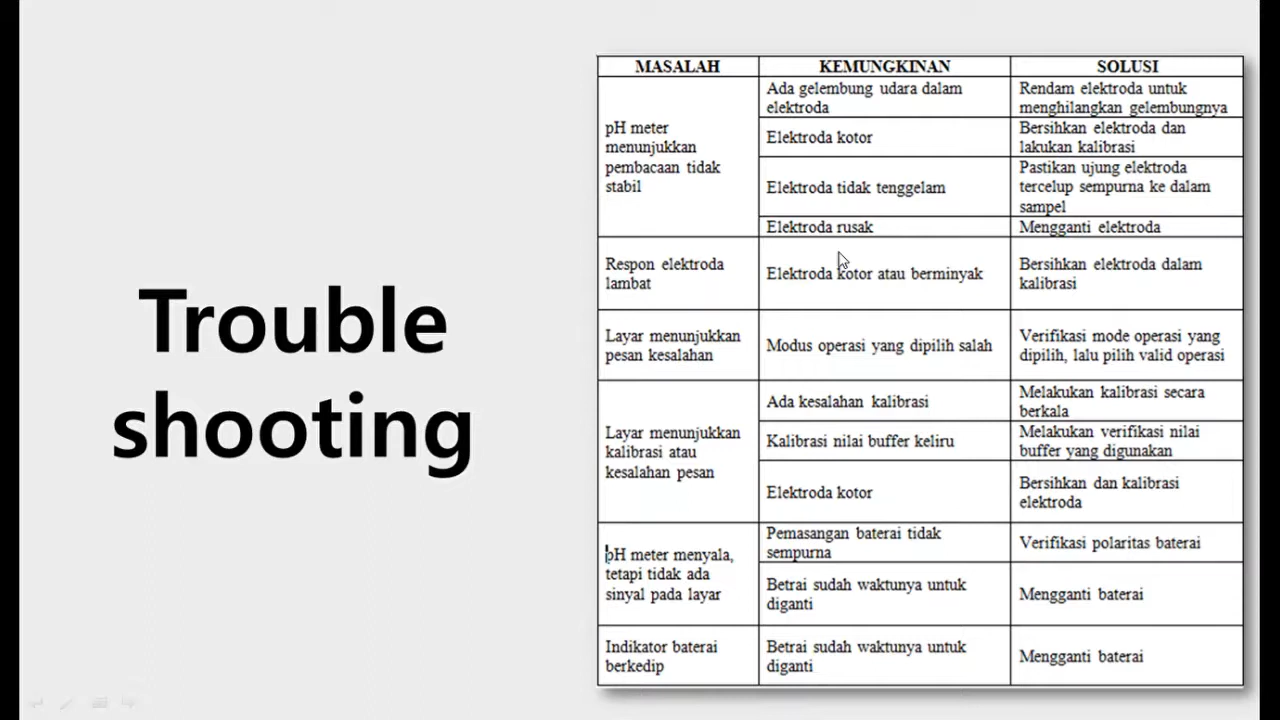 Trouble
shooting
MASALAH KEMUNGKINAN SOLUSI
pH meter
menunjukkan
pembacaan tidak
stabil
Ada gelembung udara dalam
elektroda
Rendam elektroda untuk
menghilangkan gelembungnya
Elektroda kotor
Bersihkan elektroda dan
lakukan kalibrasi
Elektroda tidak tenggelam
Pastikan ujung elektroda
tercelup sempurna ke dalam
sampel
Elektroda rusak
Mengganti elektroda
Respon elektroda
lambat
Elektroda kotor atau berminyak
Bersihkan elektroda dalam
kalibrasi
Layar menunjukkan
pesan kesalahan
Modus operasi yang dipilih salah
Verifikasi mode operasi yang
dipilih, lalu pilih valid operasi
Layar menunjukkan
kalibrasi atau
kesalahan pesan
Ada kesalahan kalibrasi
Melakukan kalibrasi secara
berkala
Kalibrasi nilai buffer keliru
Melakukan verifikasi nilai
buffer yang digunakan
Elektroda kotor
Bersihkan dan kalibrasi
elektroda
pH meter menyala,
tetapi tidak ada
sinyal pada layar
Pemasangan baterai tidak
sempurna
Verifikasi polaritas baterai
Betrai sudah waktunya untuk
diganti
Mengganti baterai
Indikator baterai
berkedip
Betrai sudah waktunya untuk
diganti
Mengganti baterai